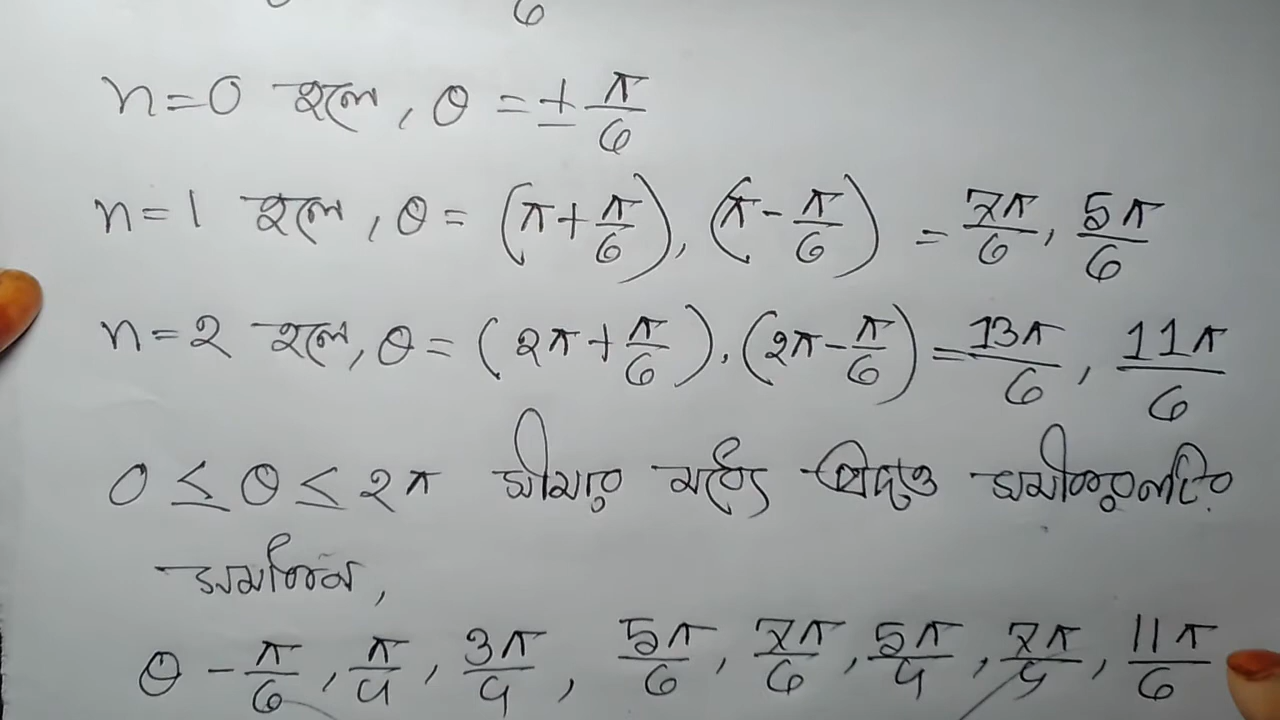 6
n=0 হলে, θ = ± π/6
n=1 হলে, θ = (π+π/6), (π-π/6) = 7π/6, 5π/6
n=2 হলে, θ = (2π+π/6), (2π-π/6) = 13π/6, 11π/6
0 ≤ θ ≤ 2π সীমার মধ্যে প্রদত্ত সমীকরণটির
সমাধান,
θ - π/6, π/4, 3π/4, 5π/6, 7π/6, 5π/4, 7π/4, 11π/6